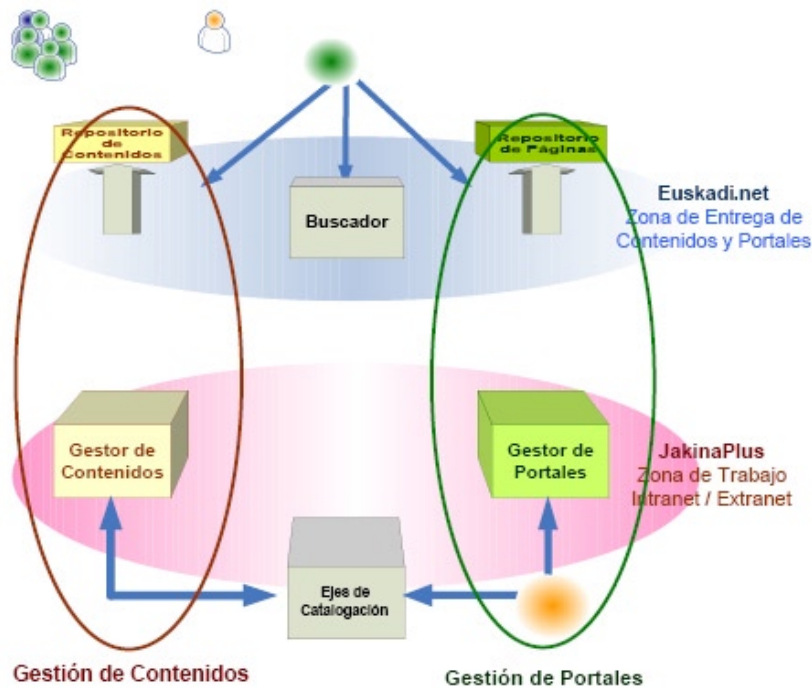 Repositorio
de
Contenidos
Repositorio
de Páginas
Buscador
Euskadi.net
Zona de Entrega de
Contenidos y Portales
Gestor de
Contenidos
Gestor de
Portales
JakinaPlus
Zona de Trabajo
Intranet / Extranet
Ejes de
Catalogación
Gestión de Contenidos
Gestión de Portales